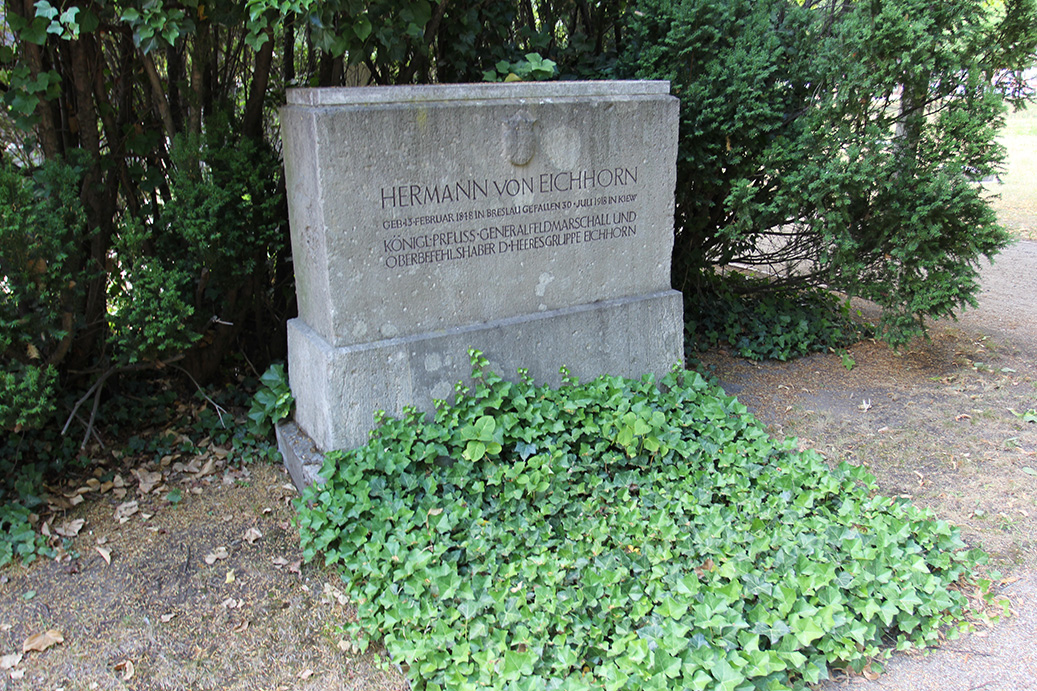 HERMANN VON EICHHORN
GEB·13·FEBRUAR 1848·IN BRESLAU GEFALLEN 30·JULI 1918 IN KIEW
KÖNIGL·PREUSS·GENERALFELDMARSCHALL UND
OBERBEFEHLSHABER D·HEERESGRUPPE EICHHORN